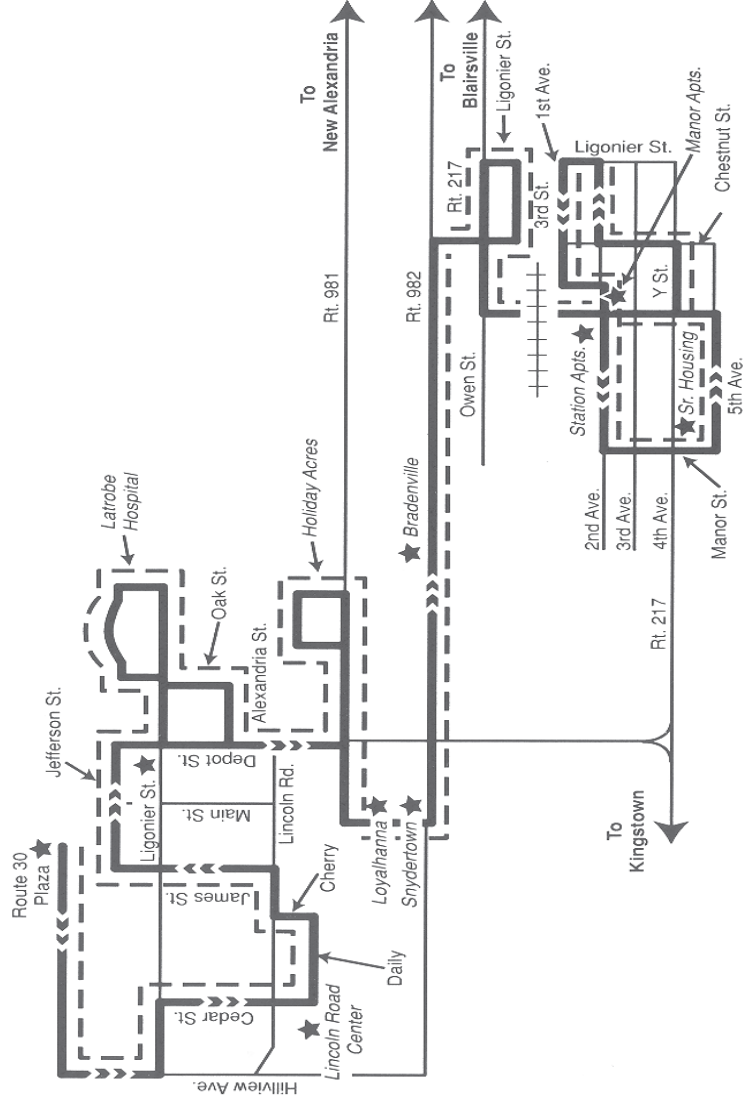 Route 30
Plaza
Jefferson St.
Latrobe
Hospital
Oak St.
Ligonier St.
Depot St.
Main St.
James St.
Cedar St.
Hillview Ave.
Lincoln Rd.
Alexandria St.
Holiday Acres
Cherry
Daily
Lincoln Road
Center
Loyalhanna
Snydertown
Bradenville
Rt. 981
Rt. 982
To
New Alexandria
To
Blairsville
Ligonier St.
Rt. 217
Owen St.
3rd St.
1st Ave.
Ligonier St.
Manor Apts.
Chestnut St.
Y St.
Station Apts.
Sr. Housing
2nd Ave.
3rd Ave.
4th Ave.
5th Ave.
Manor St.
Rt. 217
To
Kingstown